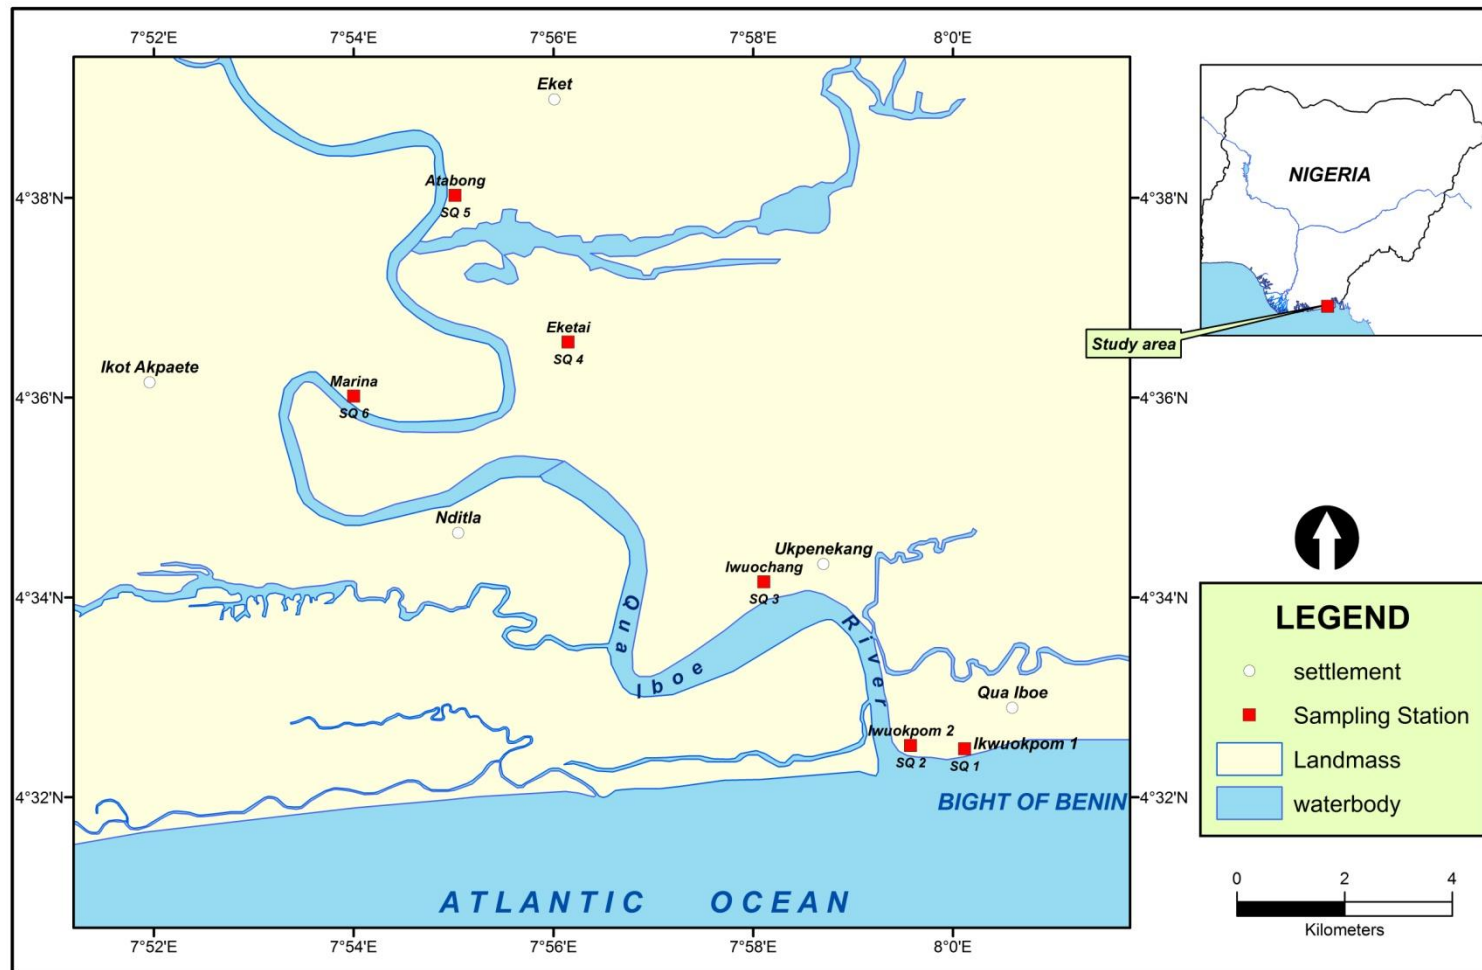 7°52'E 7°54'E 7°56'E 7°58'E 8°0'E
Eket
Atabong
SQ 5
4°38'N 4°38'N
Eketai
SQ 4
Ikot Akpaete
Marina
SQ 6
4°36'N 4°36'N
Nditla
Ukpenekang
Iwuochang
SQ 3
4°34'N 4°34'N
Qua Iboe River
Qua Iboe
Iwuokpom 2
SQ 2
Ikwuokpom 1
SQ 1
4°32'N 4°32'N
BIGHT OF BENIN
ATLANTIC OCEAN
7°52'E 7°54'E 7°56'E 7°58'E 8°0'E
NIGERIA
Study area
LEGEND
settlement
Sampling Station
Landmass
waterbody
0 2 4
Kilometers